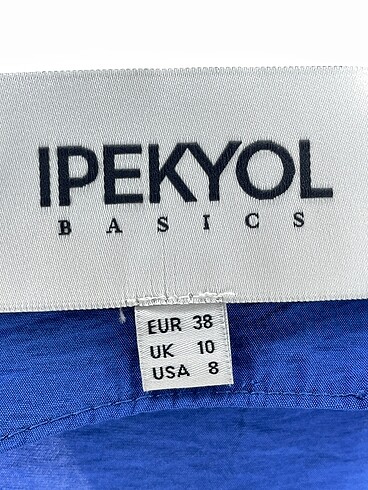 IPEKYOL
BASICS
EUR 38
UK 10
USA 8